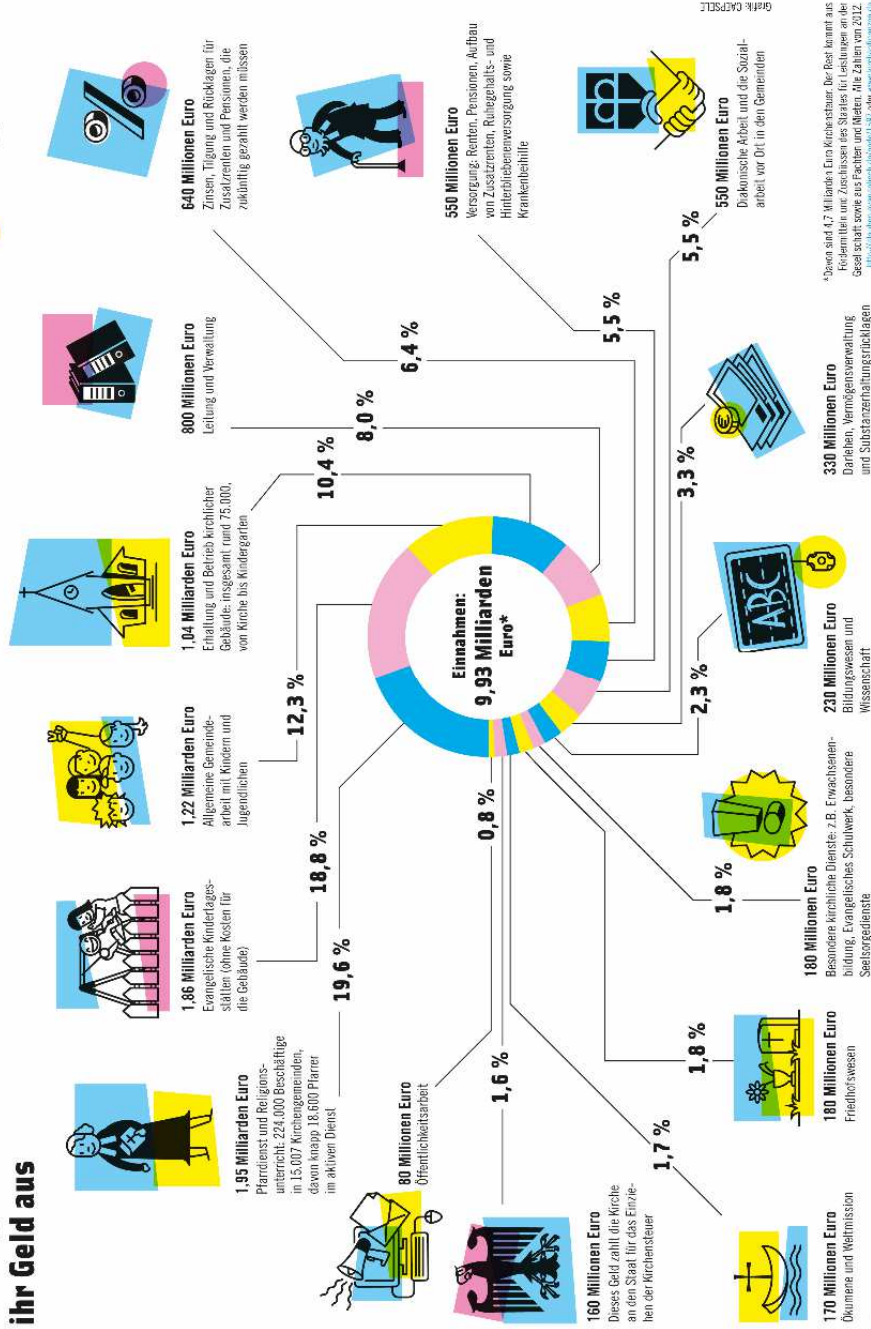 ihr Geld aus
1,95 Milliarden Euro
Pfarrdienst und Religions-
unterricht: 224.000 Beschäftige
in 15.007 Kirchengemeinden,
davon knapp 18.600 Pfarrer
im aktiven Dienst
19,6 %
1,86 Milliarden Euro
Evangelische Kindertages-
stätten (ohne Kosten für
die Gebäude)
18,8 %
1,22 Milliarden Euro
Allgemeine Gemeinde-
arbeit mit Kindern und
Jugendlichen
12,3 %
1,04 Milliarden Euro
Erhaltung und Betrieb kirchlicher
Gebäude: insgesamt rund 75.000,
von Kirche bis Kindergarten
10,4 %
800 Millionen Euro
Leitung und Verwaltung
8,0 %
640 Millionen Euro
Zinsen, Tilgung und Rücklagen für
Zusatzrenten und Pensionen, die
zukünftig gezahlt werden müssen
6,4 %
%
550 Millionen Euro
Versorgung: Renten, Pensionen, Aufbau
von Zusatzrenten, Ruhegehalts- und
Hinterbliebenenversorgung sowie
Krankenbeihilfe
5,5 %
Einnahmen:
9,93 Milliarden
Euro*
80 Millionen Euro
Öffentlichkeitsarbeit
0,8 %
160 Millionen Euro
Dieses Geld zahlt die Kirche
an den Staat für das Einzie-
hen der Kirchensteuer
1,6 %
170 Millionen Euro
Ökumene und Weltmission
1,7 %
180 Millionen Euro
Friedhofswesen
1,8 %
180 Millionen Euro
Besondere kirchliche Dienste: z.B. Erwachsenen-
bildung, Evangelisches Schulwerk, besondere
Seelsorgedienste
1,8 %
ABC
230 Millionen Euro
Bildungswesen und
Wissenschaft
2,3 %
€
330 Millionen Euro
Darlehen, Vermögensverwaltung
und Substanzerhaltungsrücklagen
3,3 %
550 Millionen Euro
Diakonische Arbeit und die Sozial-
arbeit vor Ort in den Gemeinden
5,5 %
Grafik: CAEPSELE
*Davon sind 4,7 Milliarden Euro Kirchensteuer. Der Rest kommt aus
Fördermitteln und Zuschüssen des Staates für Leistungen an der
Gesellschaft sowie aus Pachten und Mieten. Alle Zahlen von 2012.